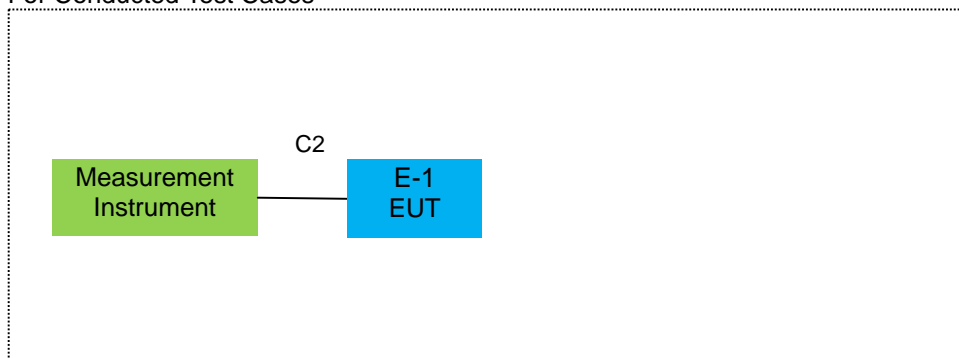 For Conducted Test Cases
C2
Measurement
Instrument
E-1
EUT